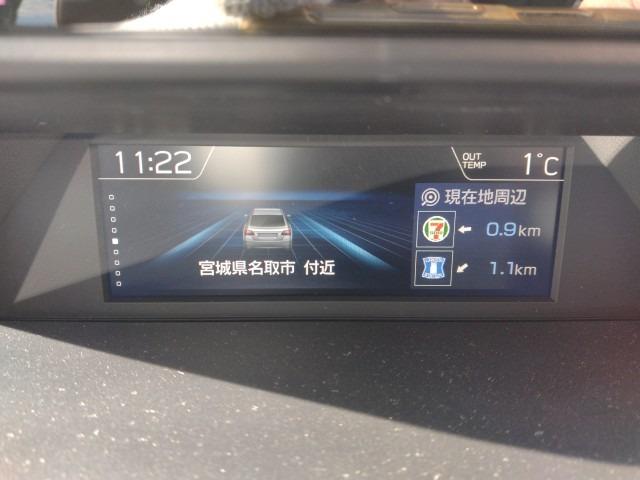 11:22
OUT TEMP 1°C
現在地周辺
7 ← 0.9km
1.1km
宮城県名取市 付近